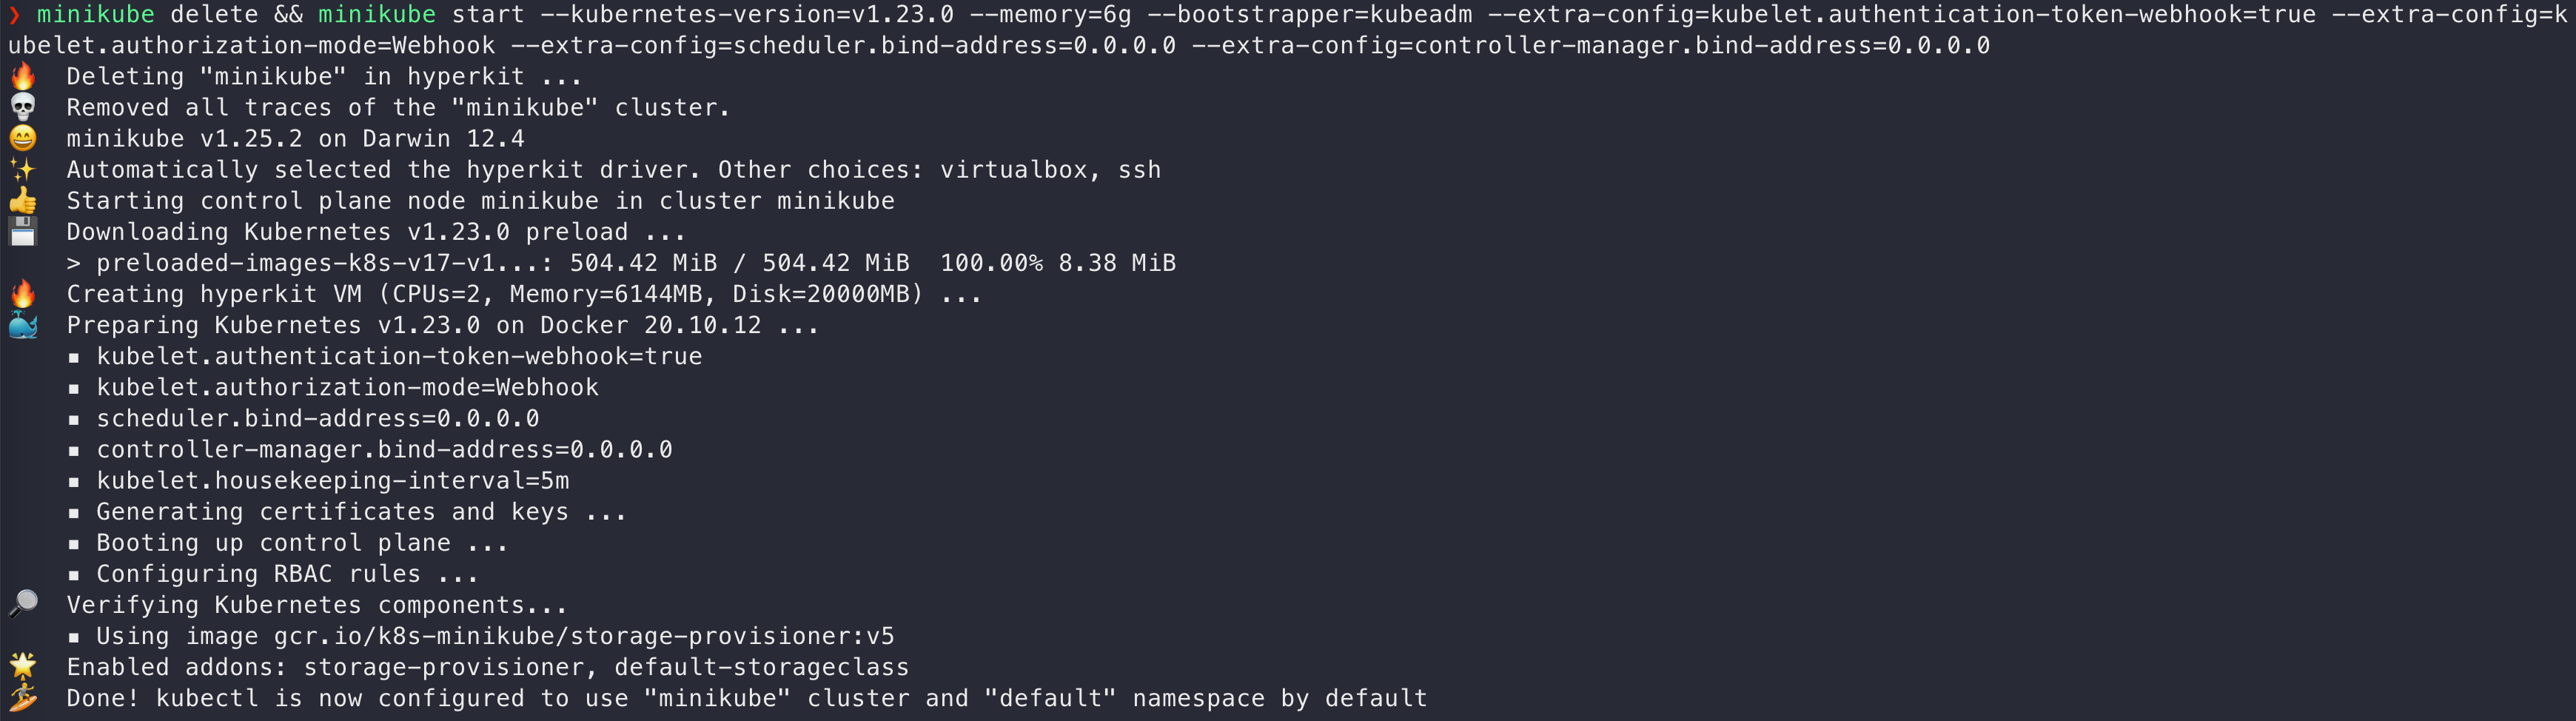 ❯ minikube delete && minikube start --kubernetes-version=v1.23.0 --memory=6g --bootstrapper=kubeadm --extra-config=kubelet.authentication-token-webhook=true --extra-config=k
ubelet.authorization-mode=Webhook --extra-config=scheduler.bind-address=0.0.0.0 --extra-config=controller-manager.bind-address=0.0.0.0
🔥  Deleting "minikube" in hyperkit ...
💀  Removed all traces of the "minikube" cluster.
😄  minikube v1.25.2 on Darwin 12.4
✨  Automatically selected the hyperkit driver. Other choices: virtualbox, ssh
👍  Starting control plane node minikube in cluster minikube
💾  Downloading Kubernetes v1.23.0 preload ...
    > preloaded-images-k8s-v17-v1...: 504.42 MiB / 504.42 MiB  100.00% 8.38 MiB
🔥  Creating hyperkit VM (CPUs=2, Memory=6144MB, Disk=20000MB) ...
🐳  Preparing Kubernetes v1.23.0 on Docker 20.10.12 ...
    ▪ kubelet.authentication-token-webhook=true
    ▪ kubelet.authorization-mode=Webhook
    ▪ scheduler.bind-address=0.0.0.0
    ▪ controller-manager.bind-address=0.0.0.0
    ▪ kubelet.housekeeping-interval=5m
    ▪ Generating certificates and keys ...
    ▪ Booting up control plane ...
    ▪ Configuring RBAC rules ...
🔎  Verifying Kubernetes components...
    ▪ Using image gcr.io/k8s-minikube/storage-provisioner:v5
🌟  Enabled addons: storage-provisioner, default-storageclass
🏄  Done! kubectl is now configured to use "minikube" cluster and "default" namespace by default